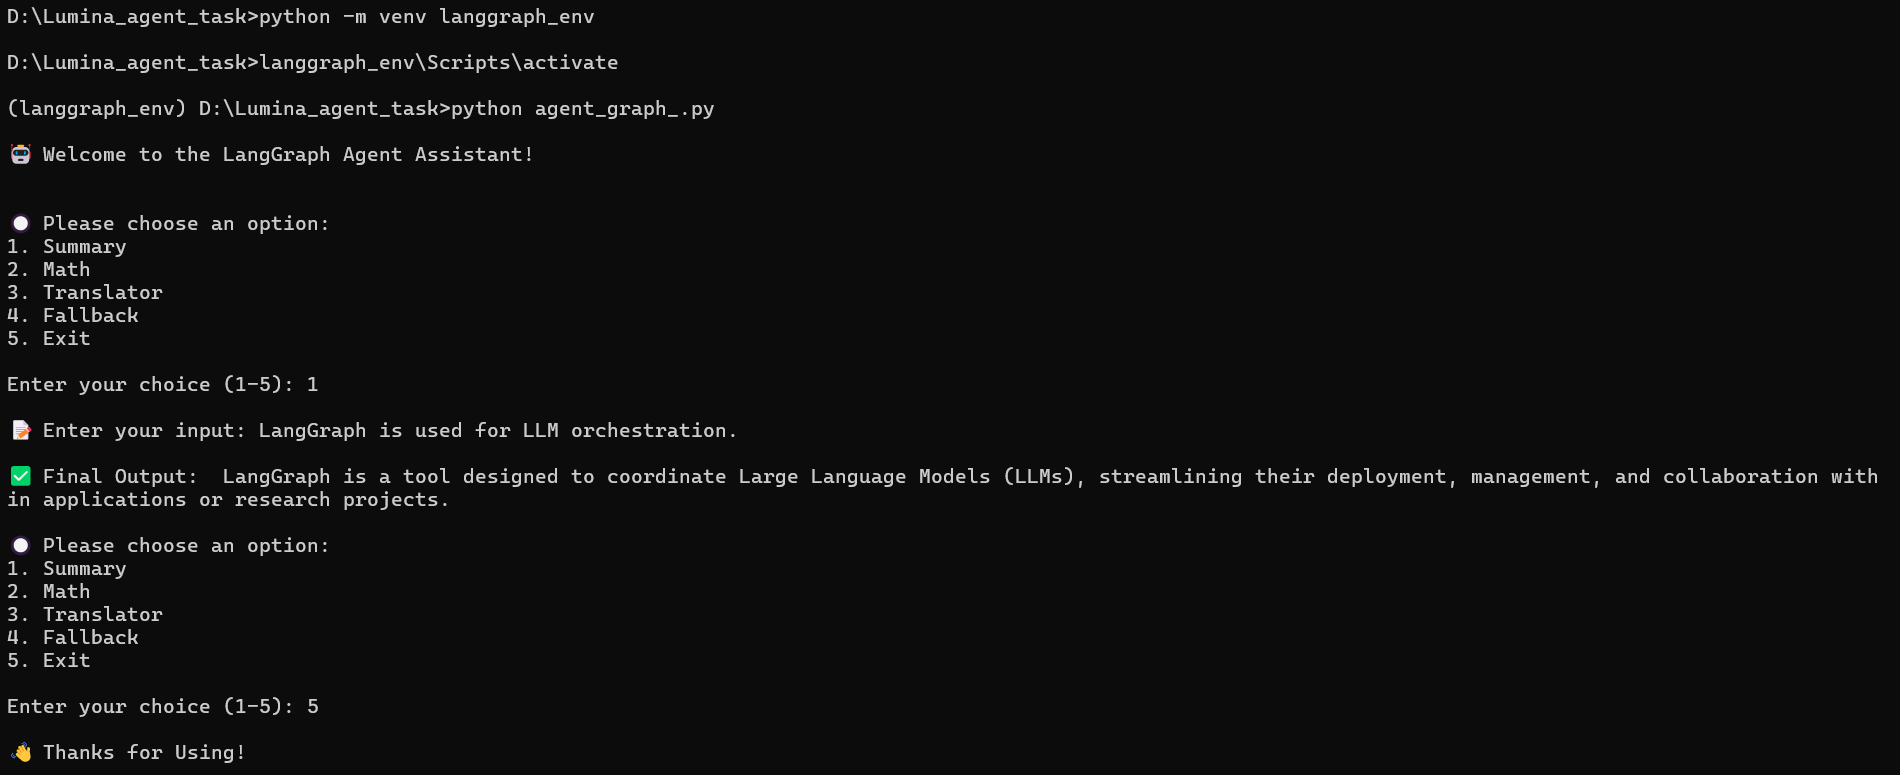 D:\Lumina_agent_task>python -m venv langgraph_env
D:\Lumina_agent_task>langgraph_env\Scripts\activate
(langgraph_env) D:\Lumina_agent_task>python agent_graph_.py
🤖 Welcome to the LangGraph Agent Assistant!
⚪ Please choose an option:
1. Summary
2. Math
3. Translator
4. Fallback
5. Exit
Enter your choice (1-5): 1
📝 Enter your input: LangGraph is used for LLM orchestration.
✅ Final Output:  LangGraph is a tool designed to coordinate Large Language Models (LLMs), streamlining their deployment, management, and collaboration with
in applications or research projects.
⚪ Please choose an option:
1. Summary
2. Math
3. Translator
4. Fallback
5. Exit
Enter your choice (1-5): 5
👋 Thanks for Using!